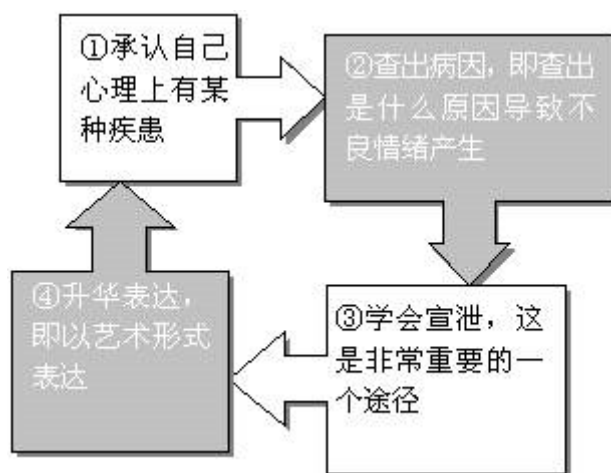 ①承认自己
心理上有某
种疾患
②查出病因，即查出
是什么原因导致不
良情绪产生
③学会宣泄，这
是非常重要的一
个途径
④升华表达，
即以艺术形式
表达